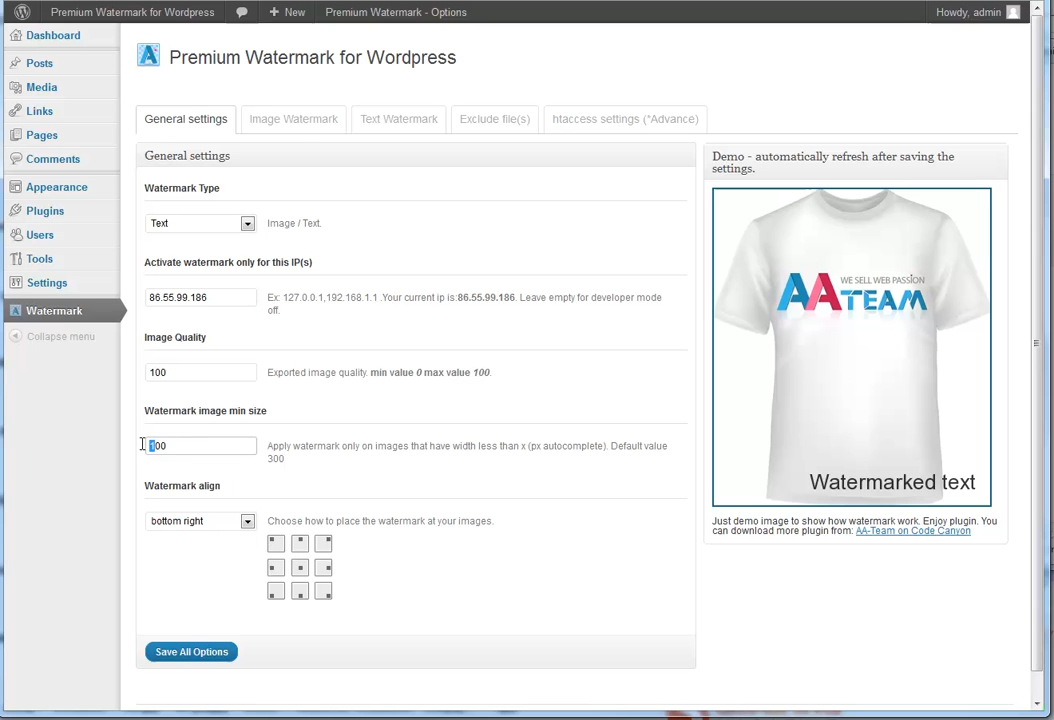 Premium Watermark for Wordpress
New
Premium Watermark - Options
Howdy, admin
Dashboard
Posts
Media
Links
Pages
Comments
Appearance
Plugins
Users
Tools
Settings
Watermark
Collapse menu
Premium Watermark for Wordpress
General settings
Image Watermark
Text Watermark
Exclude file(s)
htaccess settings (*Advance)
General settings
Watermark Type
Text
Image / Text.
Activate watermark only for this IP(s)
86.55.99.186
Ex: 127.0.0.1,192.168.1.1 .Your current ip is:86.55.99.186. Leave empty for developer mode
off.
Image Quality
100
Exported image quality. min value 0 max value 100.
Watermark image min size
100
Apply watermark only on images that have width less than x (px autocomplete). Default value
300
Watermark align
bottom right
Choose how to place the watermark at your images.
Save All Options
Demo - automatically refresh after saving the
settings.
WE SELL WEB PASSION
AA TEAM
Watermarked text
Just demo image to show how watermark work. Enjoy plugin. You
can download more plugin from: AA-Team on Code Canyon